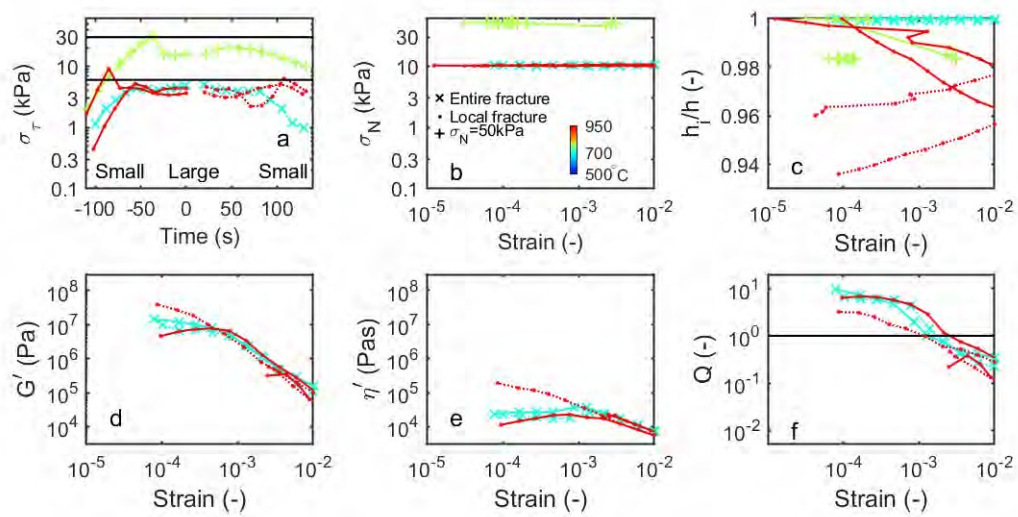 30
10
3
1
0.3
0.1
σ_τ (kPa)
a
Small Large Small
-100 -50 0 50 100
Time (s)
30
10
3
1
0.3
0.1
σ_N (kPa)
× Entire fracture
· Local fracture
+ σ_N=50kPa
950
700
500°C
b
10^-5 10^-4 10^-3 10^-2
Strain (-)
1
0.98
0.96
0.94
h_i/h (-)
c
10^-5 10^-4 10^-3 10^-2
Strain (-)
10^8
10^7
10^6
10^5
10^4
G' (Pa)
d
10^-5 10^-4 10^-3 10^-2
Strain (-)
10^8
10^7
10^6
10^5
10^4
η' (Pas)
e
10^-5 10^-4 10^-3 10^-2
Strain (-)
10^1
10^0
10^-1
10^-2
Q (-)
f
10^-5 10^-4 10^-3 10^-2
Strain (-)